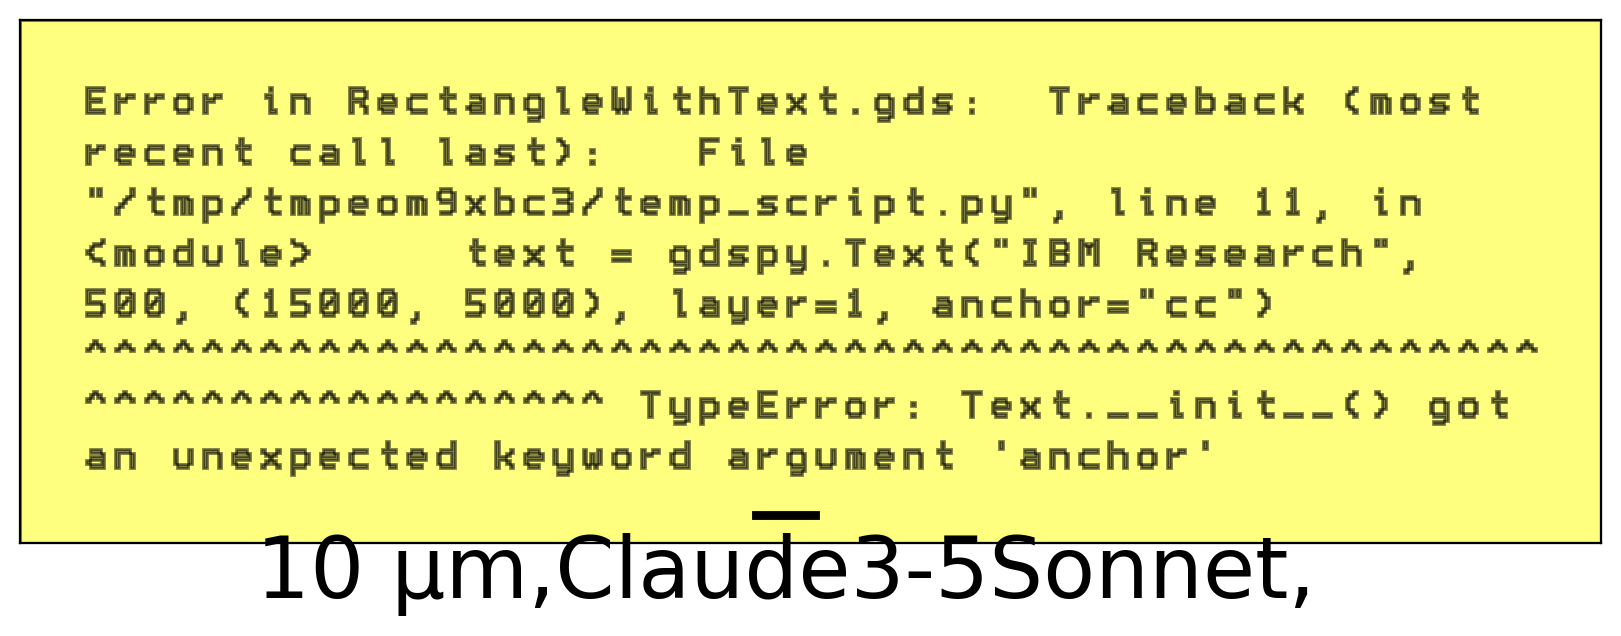 Error in RectangleWithText.gds:  Traceback (most
recent call last):   File
"/tmp/tmpeom9xbc3/temp_script.py", line 11, in
<module>     text = gdspy.Text("IBM Research",
500, (15000, 5000), layer=1, anchor="cc")
^^^^^^^^^^^^^^^^^^^^^^^^^^^^^^^^^^^^^^^^^^^^^^^^^^
^^^^^^^^^^^^^^^^^^ TypeError: Text.__init__() got
an unexpected keyword argument 'anchor'
10 μm,Claude3-5Sonnet,